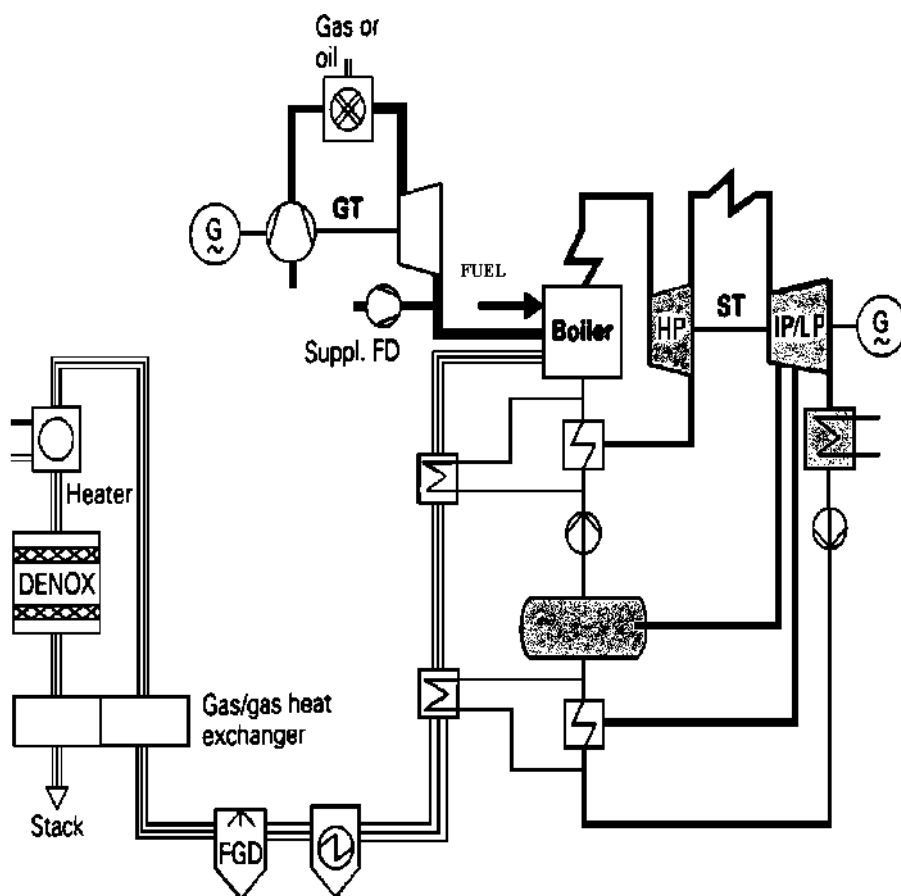 Gas or
oil
G
~
GT
FUEL
Suppl. FD
Boiler
HP
ST
IP/LP
G
~
Heater
DENOX
Gas/gas heat
exchanger
Stack
FGD